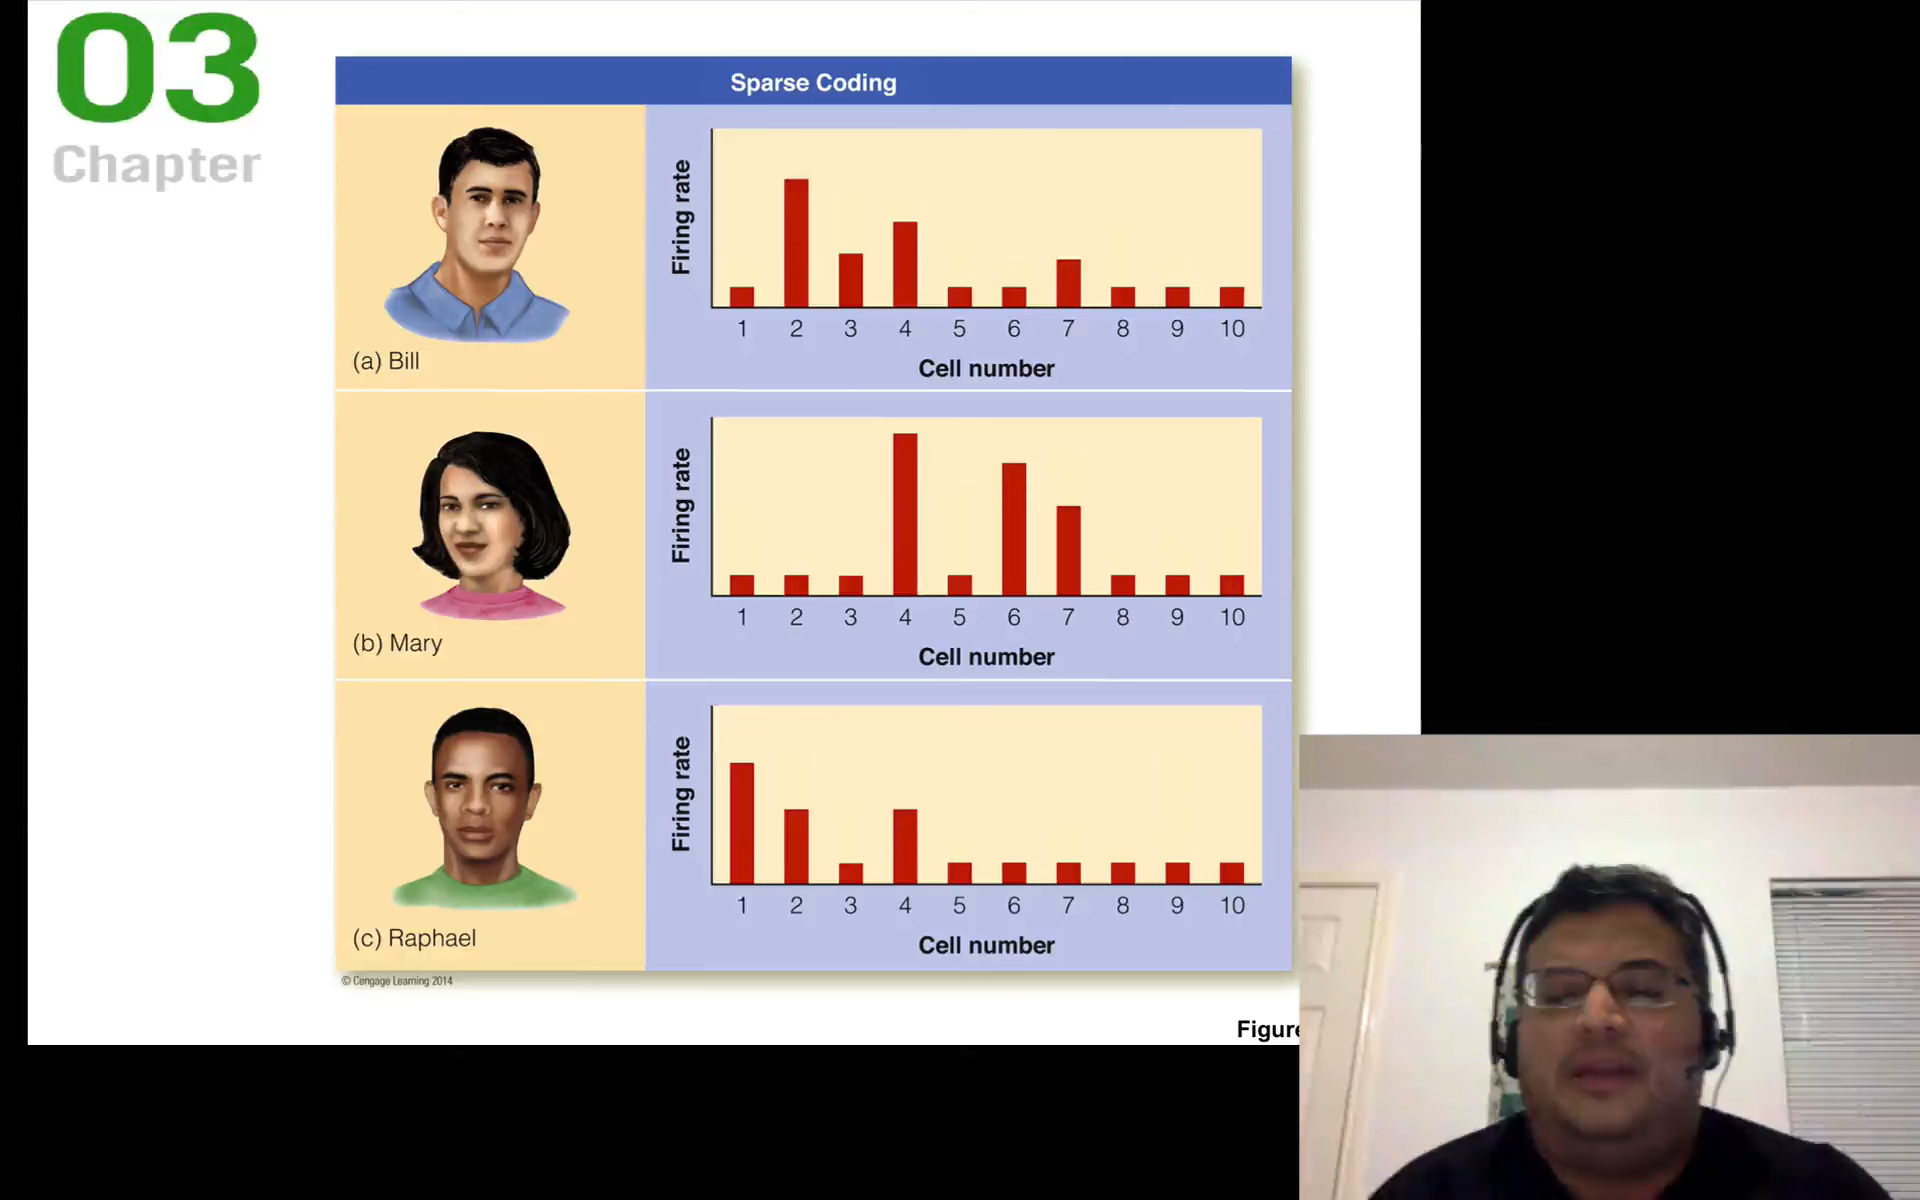 03
Chapter
Sparse Coding
Firing rate
1 2 3 4 5 6 7 8 9 10
Cell number
(a) Bill
Firing rate
1 2 3 4 5 6 7 8 9 10
Cell number
(b) Mary
Firing rate
1 2 3 4 5 6 7 8 9 10
Cell number
(c) Raphael
© Cengage Learning 2014
Figure